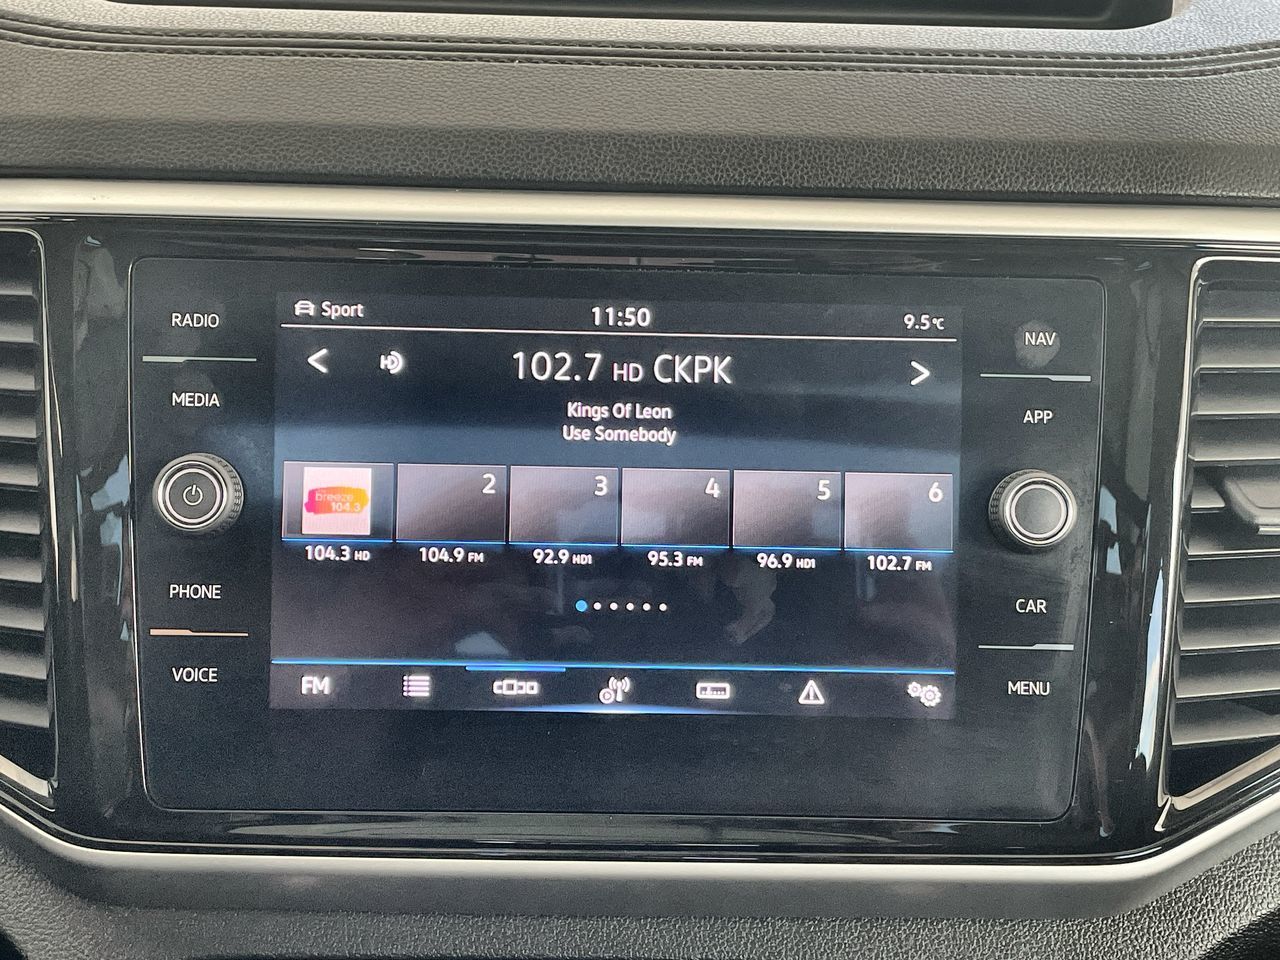 RADIO
MEDIA
PHONE
VOICE
Sport
11:50
9.5°C
<
HD
102.7 HD CKPK
>
Kings Of Leon
Use Somebody
breeze
104.3
2
3
4
5
6
104.3 HD
104.9 FM
92.9 HD1
95.3 FM
96.9 HD1
102.7 FM
FM
NAV
APP
CAR
MENU